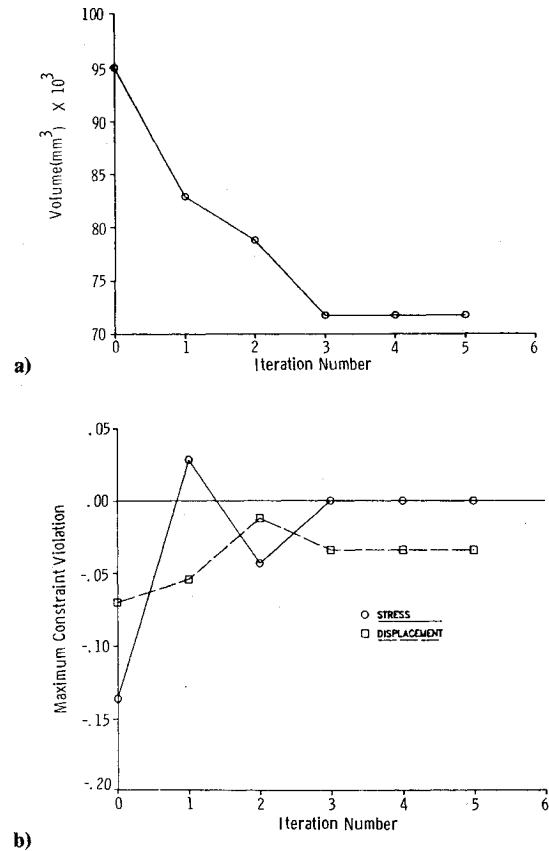 100
95
90
85
80
75
70
Volume(mm³) X 10³
0 1 2 3 4 5 6
Iteration Number
a)
.05
.00
-.05
-.10
-.15
-.20
Maximum Constraint Violation
STRESS
DISPLACEMENT
0 1 2 3 4 5 6
Iteration Number
b)